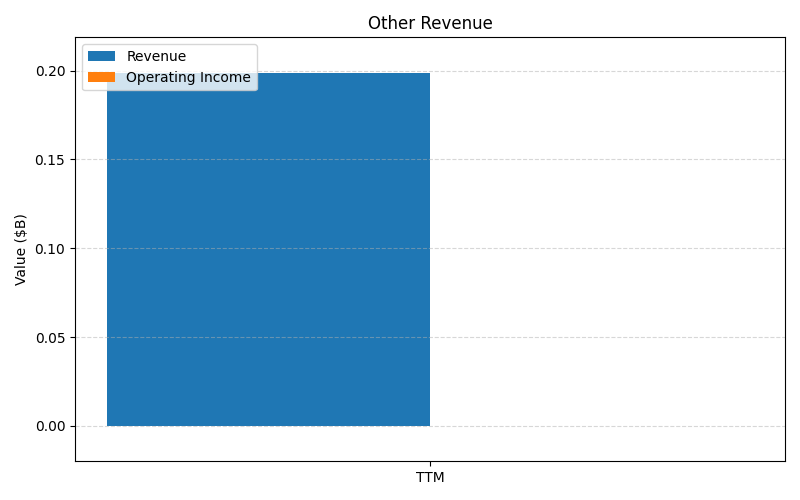 Other Revenue
Revenue
Operating Income
0.20
0.15
0.10
0.05
0.00
Value ($B)
TTM